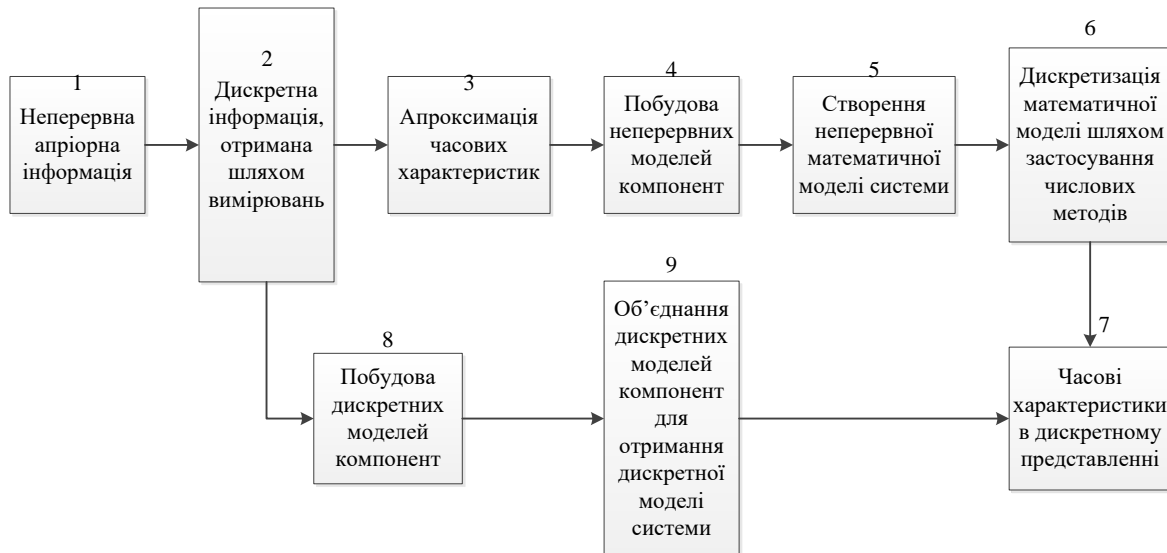 1
Неперервна
апріорна
інформація
2
Дискретна
інформація,
отримана
шляхом
вимірювань
3
Апроксимація
часових
характеристик
4
Побудова
неперервних
моделей
компонент
5
Створення
неперервної
математичної
моделі системи
6
Дискретизація
математичної
моделі шляхом
застосування
числових
методів
7
Часові
характеристики
в дискретному
представленні
8
Побудова
дискретних
моделей
компонент
9
Об’єднання
дискретних
моделей
компонент
для
отримання
дискретної
моделі
системи